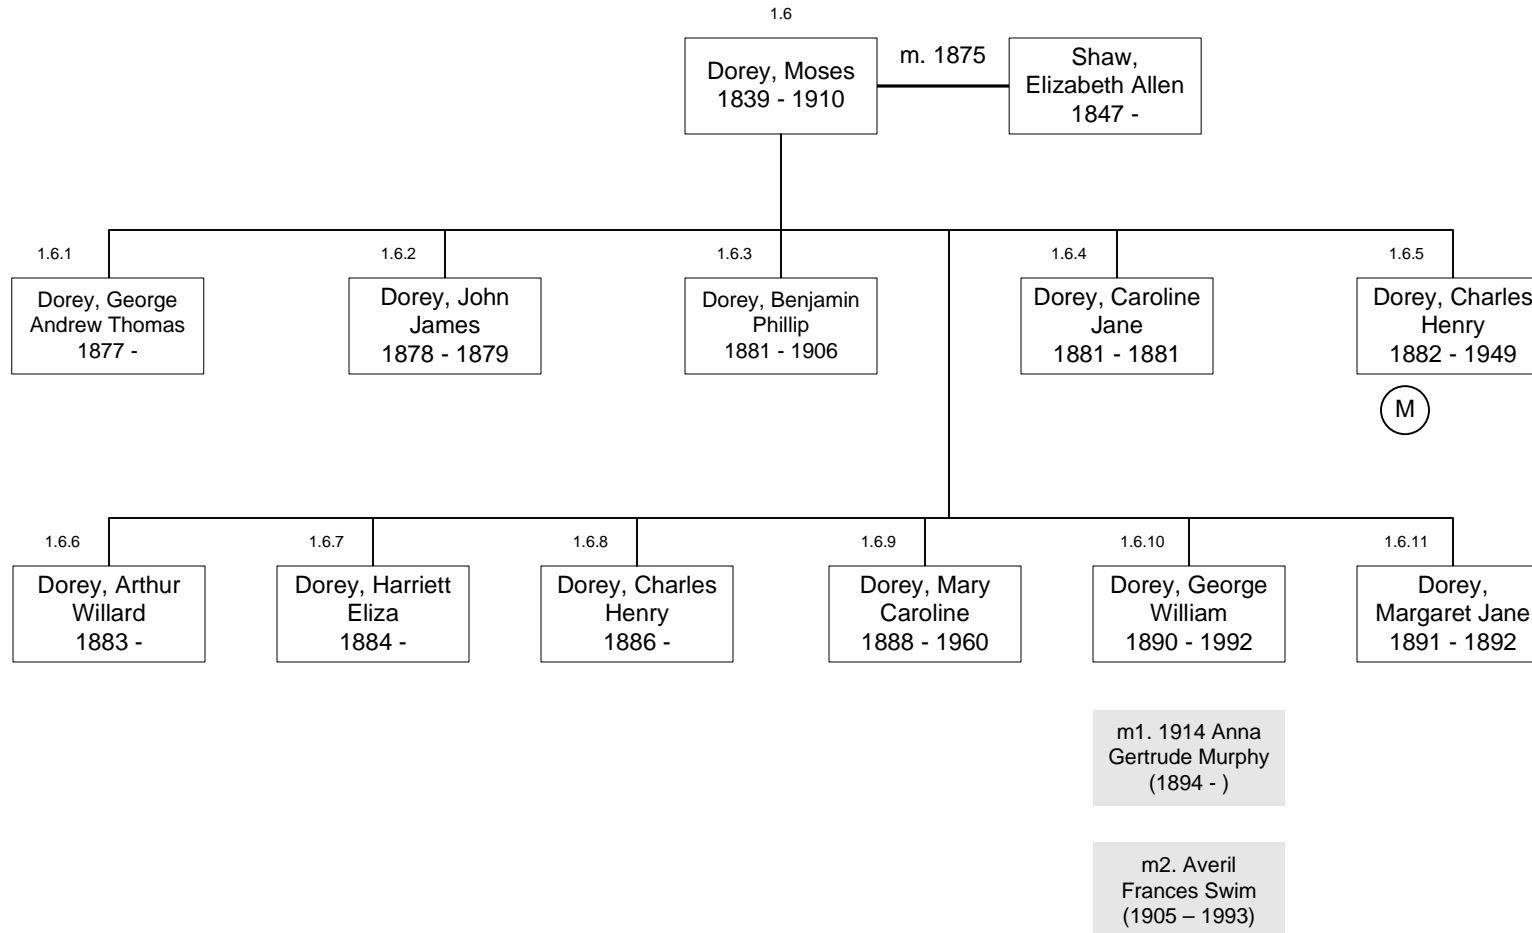 1.6
Dorey, Moses
1839 - 1910
m. 1875
Shaw,
Elizabeth Allen
1847 -
1.6.1
Dorey, George
Andrew Thomas
1877 -
1.6.2
Dorey, John
James
1878 - 1879
1.6.3
Dorey, Benjamin
Phillip
1881 - 1906
1.6.4
Dorey, Caroline
Jane
1881 - 1881
1.6.5
Dorey, Charles
Henry
1882 - 1949
M
1.6.6
Dorey, Arthur
Willard
1883 -
1.6.7
Dorey, Harriett
Eliza
1884 -
1.6.8
Dorey, Charles
Henry
1886 -
1.6.9
Dorey, Mary
Caroline
1888 - 1960
1.6.10
Dorey, George
William
1890 - 1992
m1. 1914 Anna
Gertrude Murphy
(1894 - )
m2. Averil
Frances Swim
(1905 – 1993)
1.6.11
Dorey,
Margaret Jane
1891 - 1892